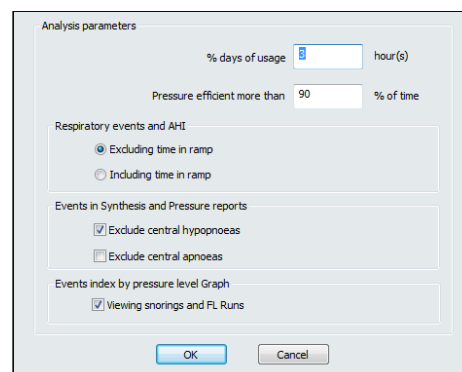 Analysis parameters
% days of usage 3 hour(s)
Pressure efficient more than 90 % of time
Respiratory events and AHI
Excluding time in ramp
Including time in ramp
Events in Synthesis and Pressure reports
Exclude central hypopnoeas
Exclude central apnoeas
Events index by pressure level Graph
Viewing snorings and FL Runs
OK Cancel